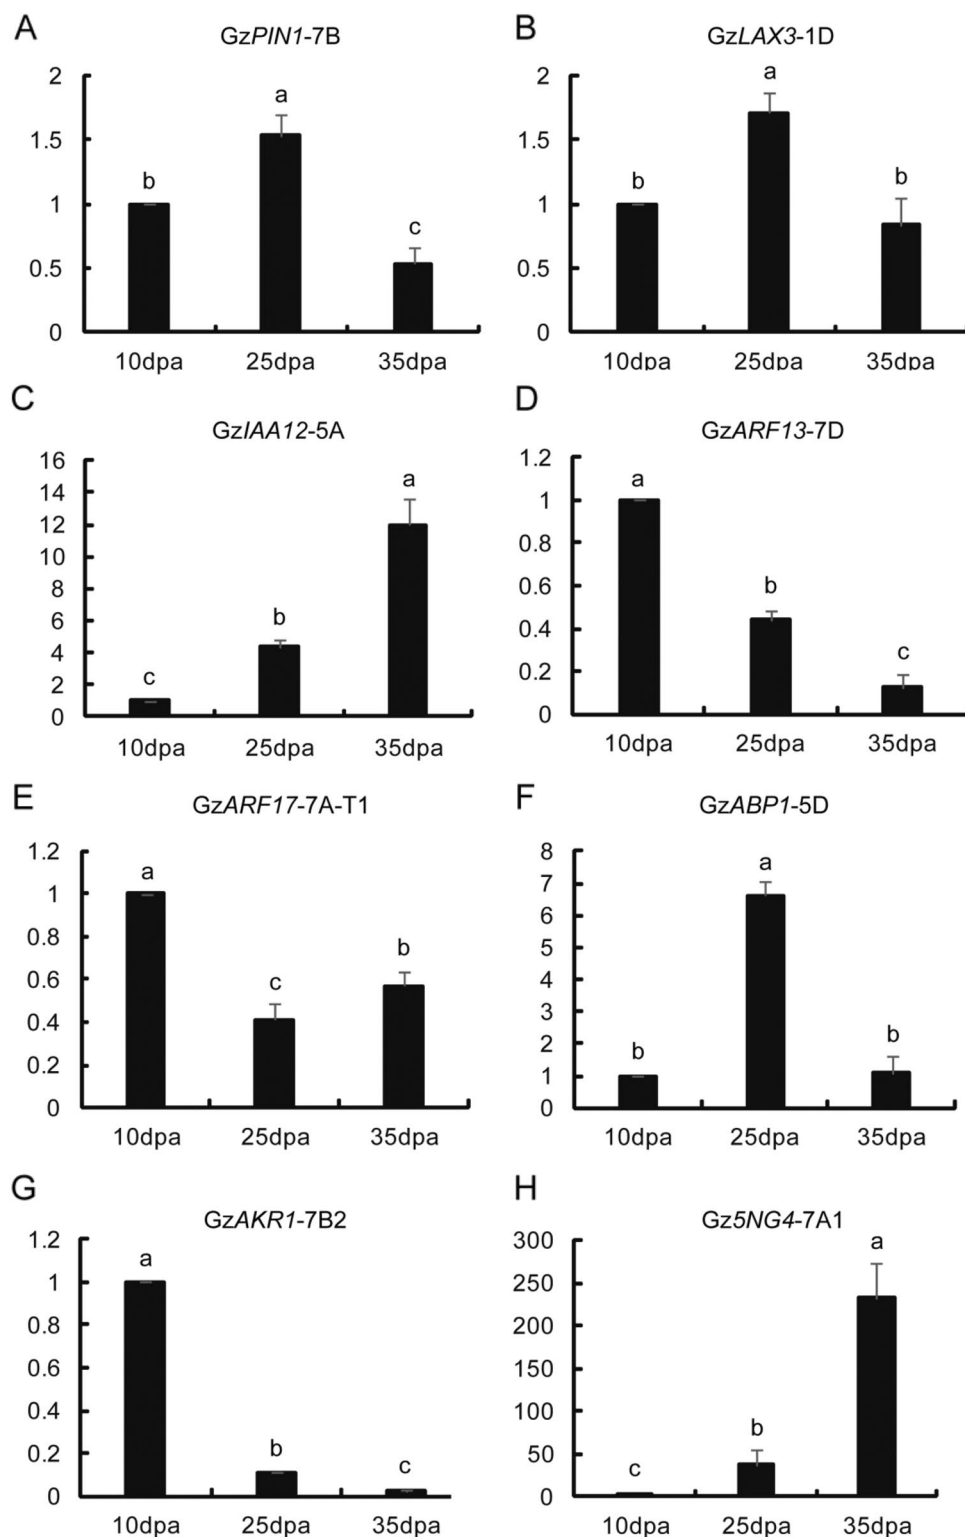 A
GzPIN1-7B
2
1.5
1
0.5
0
a
b
c
10dpa 25dpa 35dpa
B
GzLAX3-1D
2
1.5
1
0.5
0
a
b
b
10dpa 25dpa 35dpa
C
GzIAA12-5A
16
14
12
10
8
6
4
2
0
a
b
c
10dpa 25dpa 35dpa
D
GzARF13-7D
1.2
1
0.8
0.6
0.4
0.2
0
a
b
c
10dpa 25dpa 35dpa
E
GzARF17-7A-T1
1.2
1
0.8
0.6
0.4
0.2
0
a
c
b
10dpa 25dpa 35dpa
F
GzABP1-5D
8
7
6
5
4
3
2
1
0
b
a
b
10dpa 25dpa 35dpa
G
GzAKR1-7B2
1.2
1
0.8
0.6
0.4
0.2
0
a
b
c
10dpa 25dpa 35dpa
H
Gz5NG4-7A1
300
250
200
150
100
50
0
c
b
a
10dpa 25dpa 35dpa